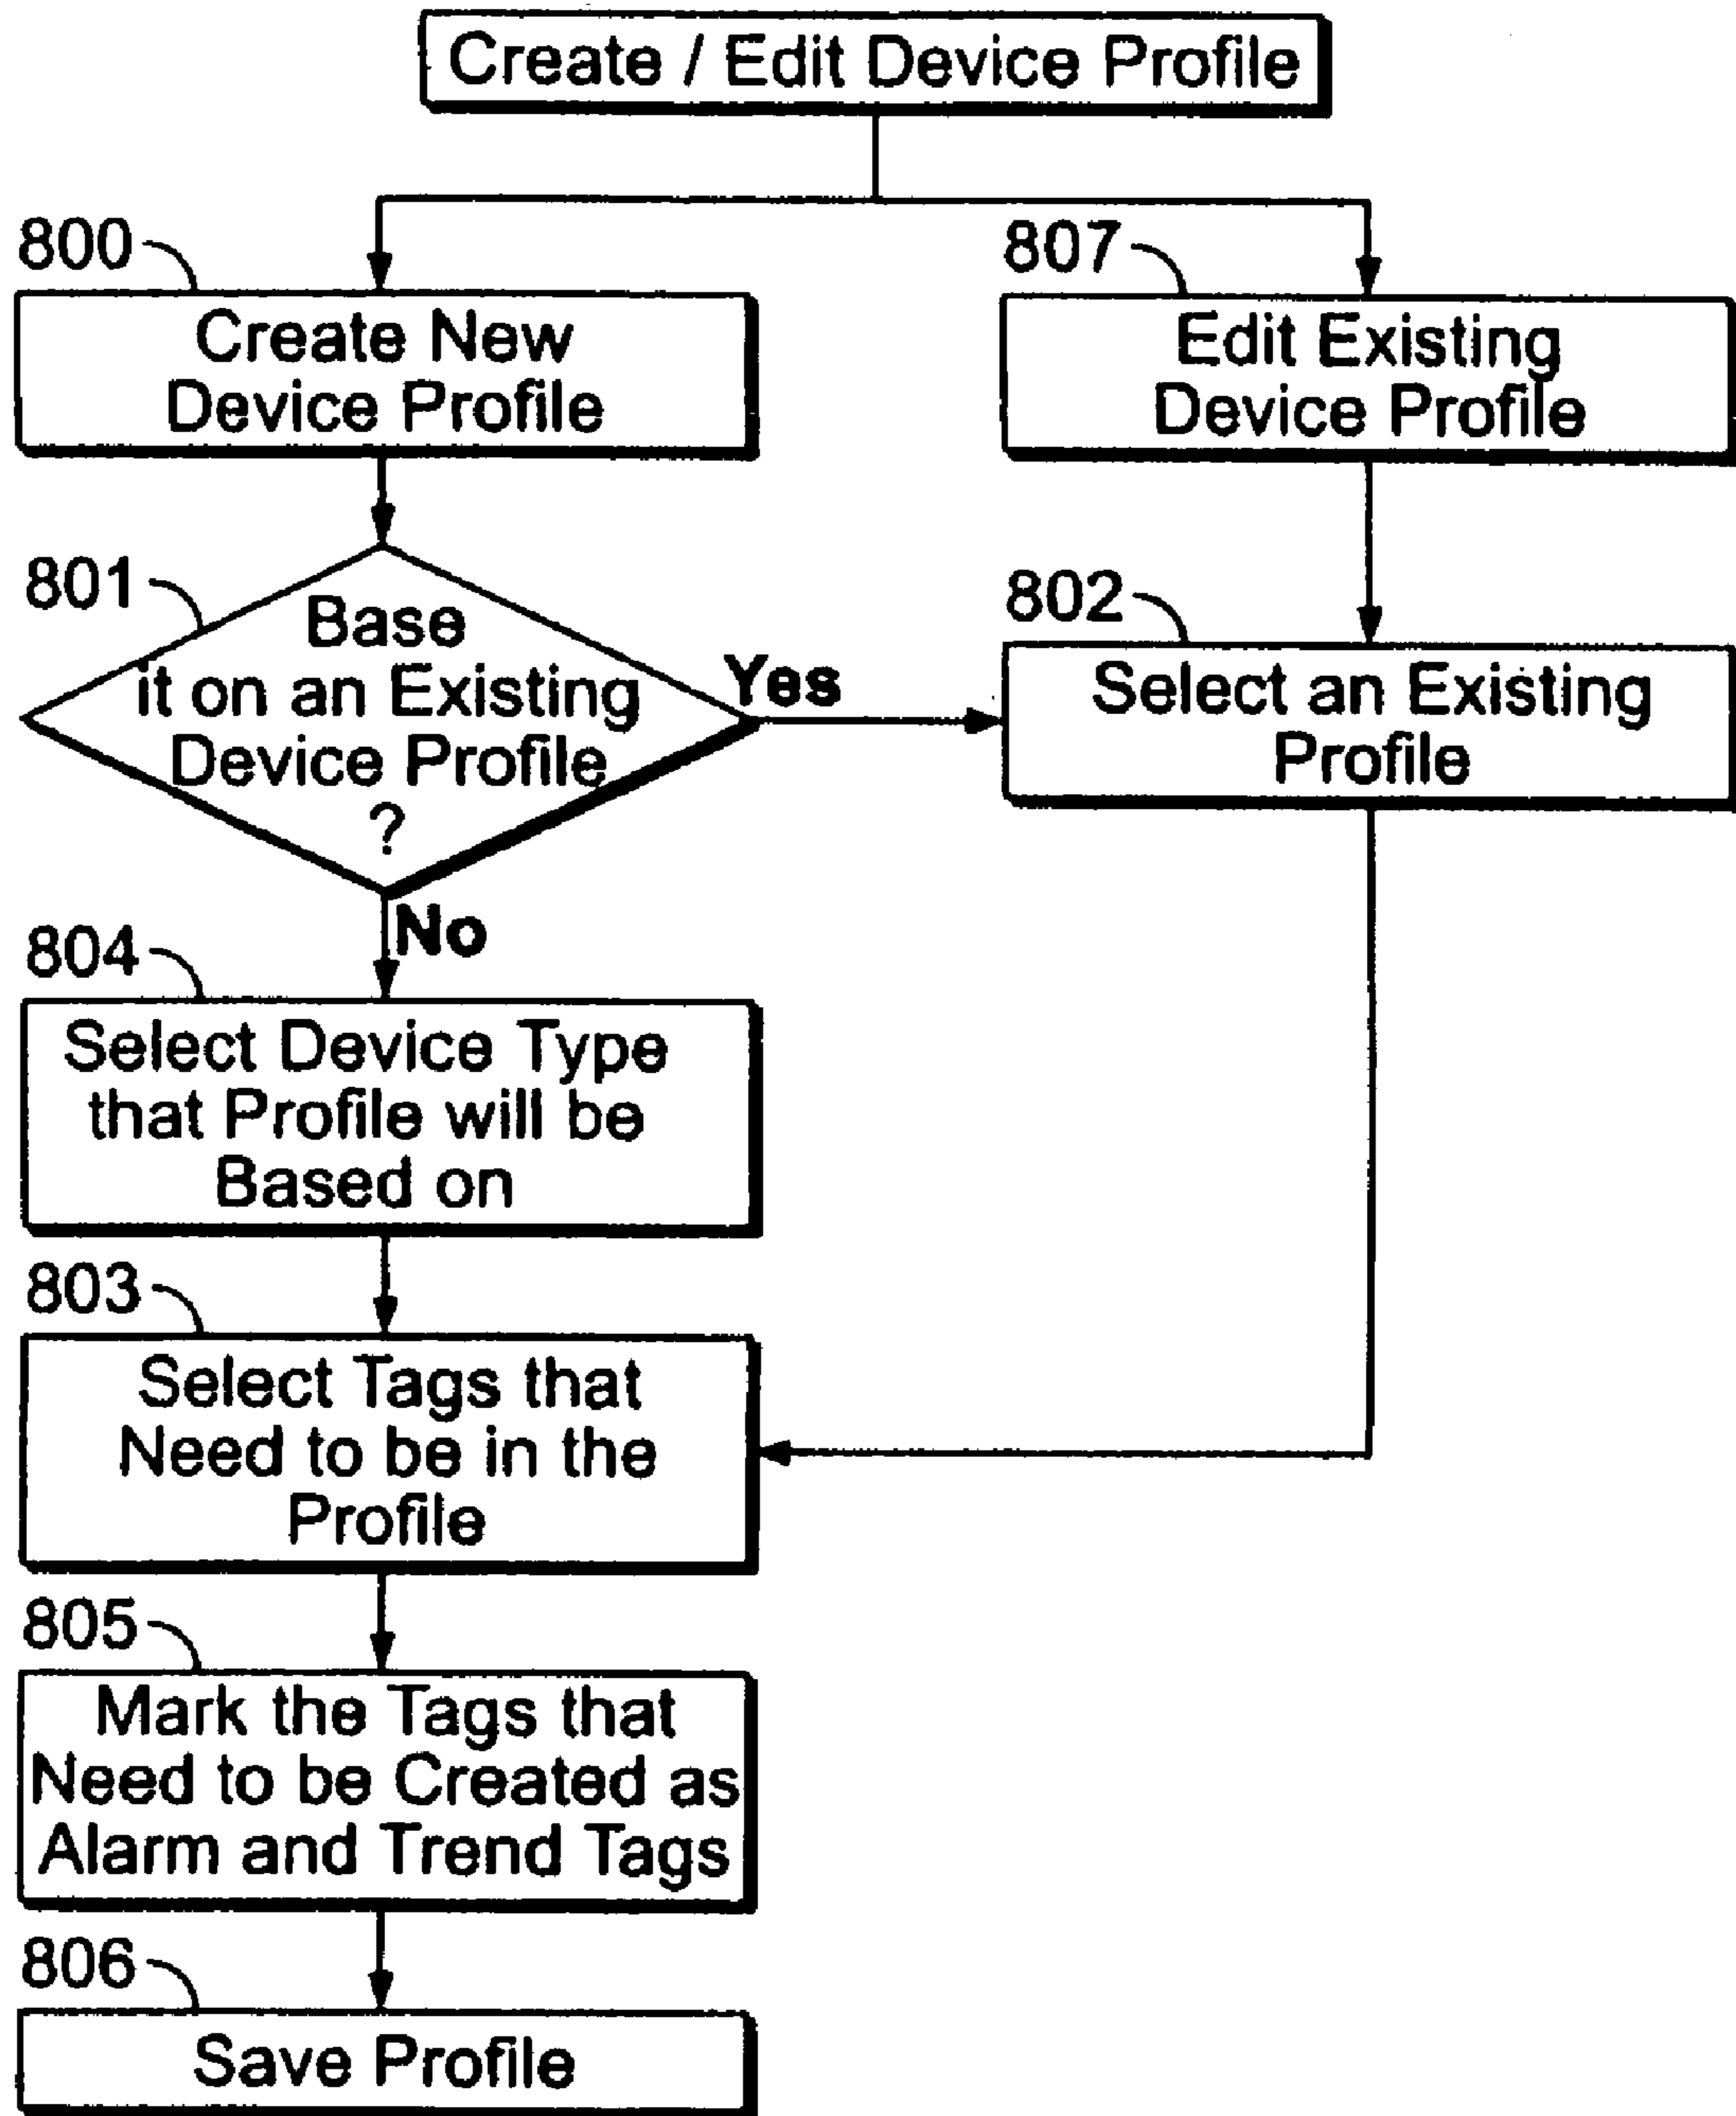 Create / Edit Device Profile
800
Create New
Device Profile
807
Edit Existing
Device Profile
801
Base
it on an Existing
Device Profile
?
Yes
802
Select an Existing
Profile
No
804
Select Device Type
that Profile will be
Based on
803
Select Tags that
Need to be in the
Profile
805
Mark the Tags that
Need to be Created as
Alarm and Trend Tags
806
Save Profile